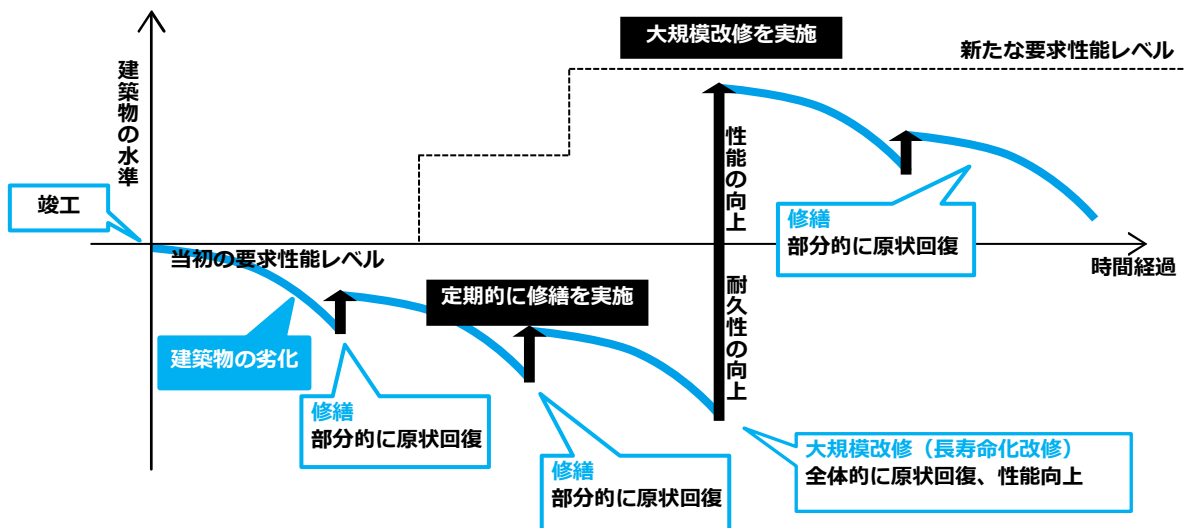 大規模改修を実施
新たな要求性能レベル
建築物の水準
性能の向上
竣工
修繕
部分的に原状回復
当初の要求性能レベル
時間経過
定期的に修繕を実施
耐久性の向上
建築物の劣化
修繕
部分的に原状回復
大規模改修（長寿命化改修）
全体的に原状回復、性能向上
修繕
部分的に原状回復